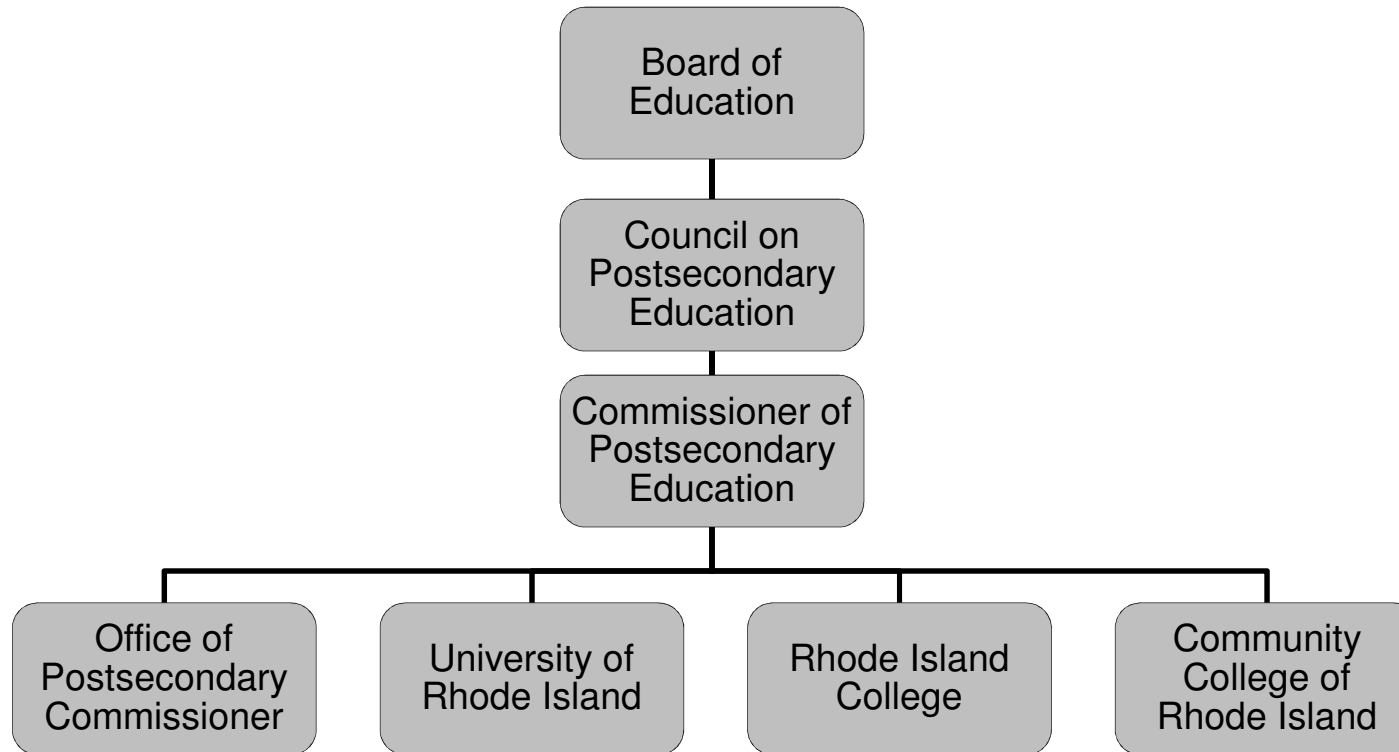 Board of
Education
Council on
Postsecondary
Education
Commissioner of
Postsecondary
Education
Office of
Postsecondary
Commissioner
University of
Rhode Island
Rhode Island
College
Community
College of
Rhode Island